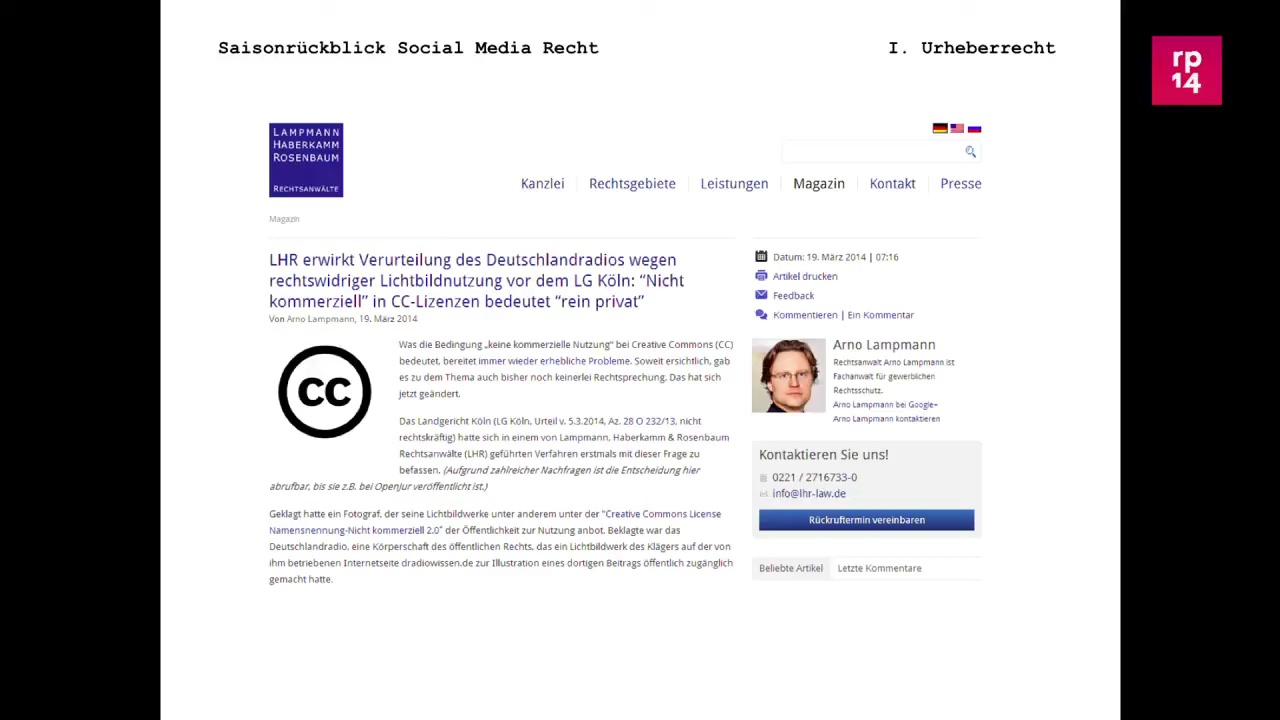 Saisonrückblick Social Media Recht
I. Urheberrecht
rp
14
LAMPMANN
HABERKAMM
ROSENBAUM
RECHTSANWÄLTE
Kanzlei
Rechtsgebiete
Leistungen
Magazin
Kontakt
Presse
Magazin
LHR erwirkt Verurteilung des Deutschlandradios wegen
rechtswidriger Lichtbildnutzung vor dem LG Köln: “Nicht
kommerziell” in CC-Lizenzen bedeutet “rein privat”
Von Arno Lampmann, 19. März 2014
cc
Was die Bedingung „keine kommerzielle Nutzung“ bei Creative Commons (CC)
bedeutet, bereitet immer wieder erhebliche Probleme. Soweit ersichtlich, gab
es zu dem Thema auch bisher noch keinerlei Rechtsprechung. Das hat sich
jetzt geändert.
Das Landgericht Köln (LG Köln, Urteil v. 5.3.2014, Az. 28 O 232/13, nicht
rechtskräftig) hatte sich in einem von Lampmann, Haberkamm & Rosenbaum
Rechtsanwälte (LHR) geführten Verfahren erstmals mit dieser Frage zu
befassen. (Aufgrund zahlreicher Nachfragen ist die Entscheidung hier
abrufbar, bis sie z.B. bei OpenJur veröffentlicht ist.)
Geklagt hatte ein Fotograf, der seine Lichtbildwerke unter anderem unter der "Creative Commons License
Namensnennung-Nicht kommerziell 2.0" der Öffentlichkeit zur Nutzung anbot. Beklagte war das
Deutschlandradio, eine Körperschaft des öffentlichen Rechts, das ein Lichtbildwerk des Klägers auf der von
ihm betriebenen Internetseite dradiowissen.de zur Illustration eines dortigen Beitrags öffentlich zugänglich
gemacht hatte.
Datum: 19. März 2014 | 07:16
Artikel drucken
Feedback
Kommentieren | Ein Kommentar
Arno Lampmann
Rechtsanwalt Arno Lampmann ist
Fachanwalt für gewerblichen
Rechtsschutz.
Arno Lampmann bei Google+
Arno Lampmann kontaktieren
Kontaktieren Sie uns!
0221 / 2716733-0
info@lhr-law.de
Rückruftermin vereinbaren
Beliebte Artikel
Letzte Kommentare